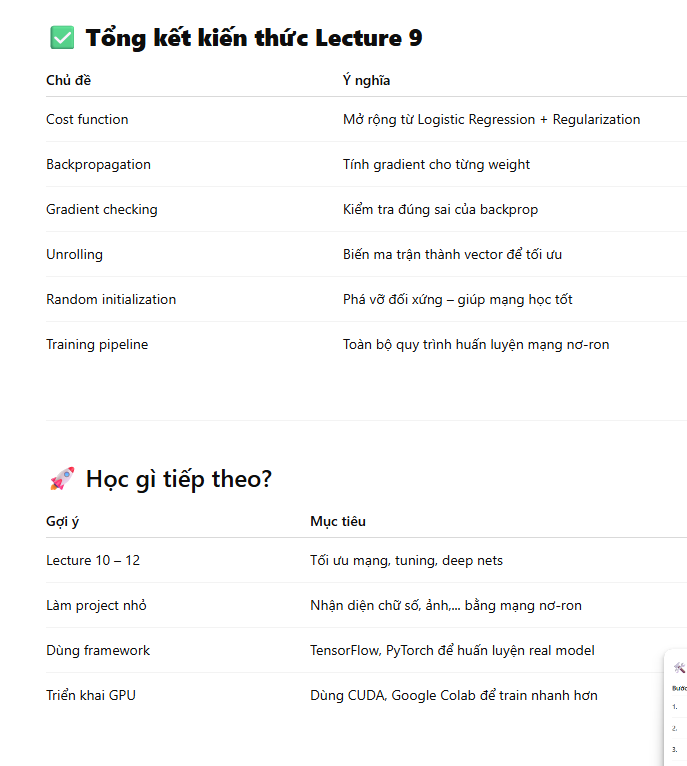 ✅ Tổng kết kiến thức Lecture 9
Chủ đề Ý nghĩa
Cost function Mở rộng từ Logistic Regression + Regularization
Backpropagation Tính gradient cho từng weight
Gradient checking Kiểm tra đúng sai của backprop
Unrolling Biến ma trận thành vector để tối ưu
Random initialization Phá vỡ đối xứng – giúp mạng học tốt
Training pipeline Toàn bộ quy trình huấn luyện mạng nơ-ron
🚀 Học gì tiếp theo?
Gợi ý Mục tiêu
Lecture 10 – 12 Tối ưu mạng, tuning, deep nets
Làm project nhỏ Nhận diện chữ số, ảnh,... bằng mạng nơ-ron
Dùng framework TensorFlow, PyTorch để huấn luyện real model
Triển khai GPU Dùng CUDA, Google Colab để train nhanh hơn
Bước
1.
2.
3.